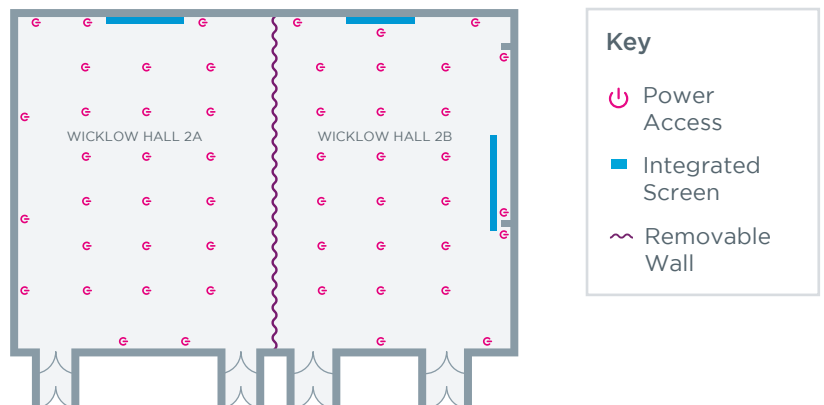 WICKLOW HALL 2A
WICKLOW HALL 2B
Key
Power
Access
Integrated
Screen
Removable
Wall